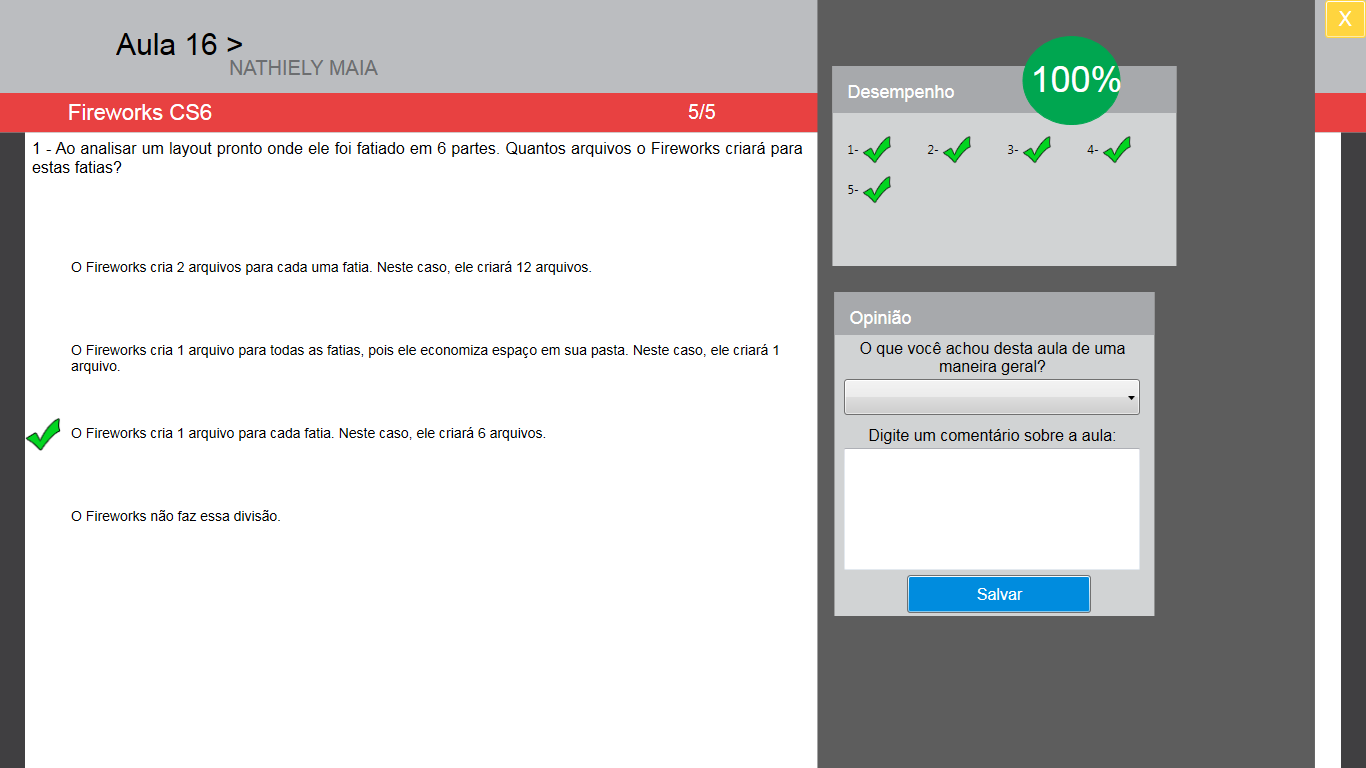 Aula 16 >
NATHIELY MAIA
Fireworks CS6
5/5
1 - Ao analisar um layout pronto onde ele foi fatiado em 6 partes. Quantos arquivos o Fireworks criará para
estas fatias?
O Fireworks cria 2 arquivos para cada uma fatia. Neste caso, ele criará 12 arquivos.
O Fireworks cria 1 arquivo para todas as fatias, pois ele economiza espaço em sua pasta. Neste caso, ele criará 1
arquivo.
O Fireworks cria 1 arquivo para cada fatia. Neste caso, ele criará 6 arquivos.
O Fireworks não faz essa divisão.
X
Desempenho
100%
1- 2- 3- 4-
5-
Opinião
O que você achou desta aula de uma
maneira geral?
Digite um comentário sobre a aula:
Salvar